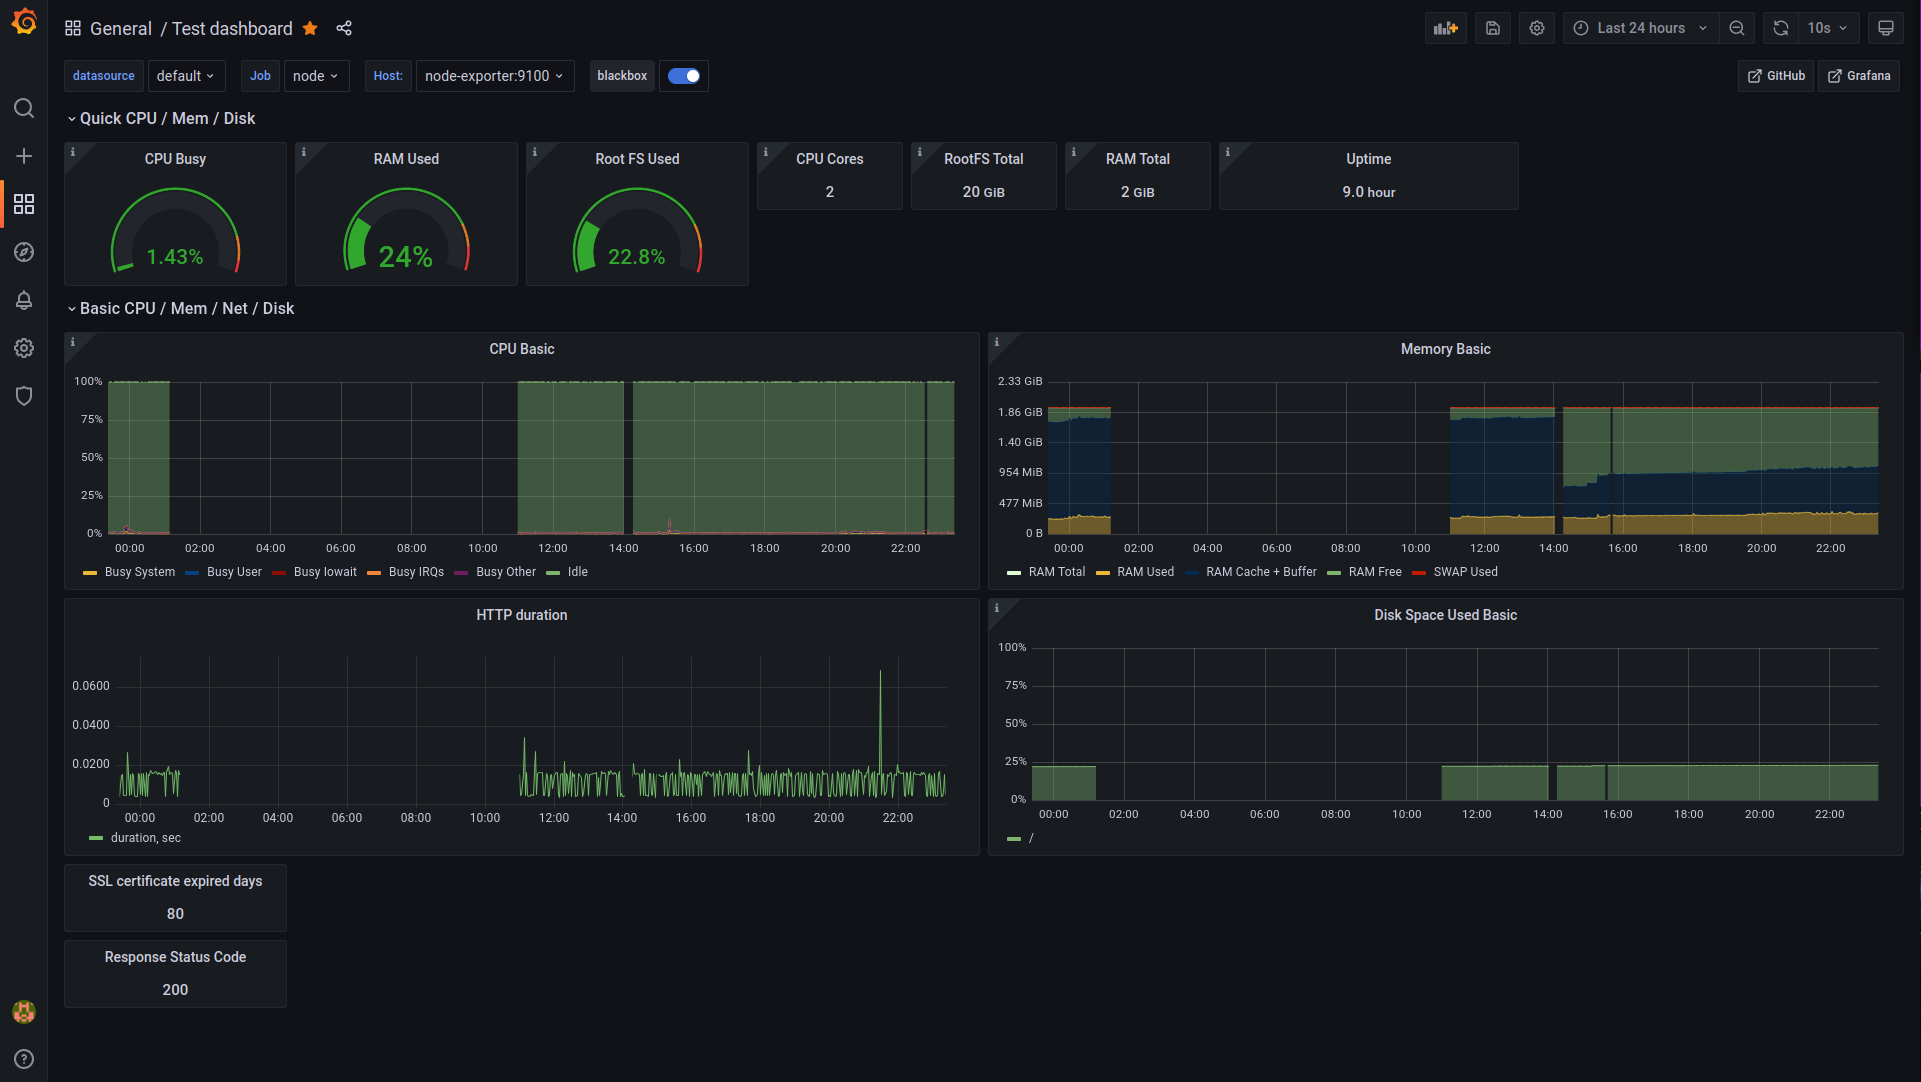 General / Test dashboard
Last 24 hours
10s
datasource default Job node Host: node-exporter:9100 blackbox
GitHub Grafana
Quick CPU / Mem / Disk
CPU Busy
1.43%
RAM Used
24%
Root FS Used
22.8%
CPU Cores
2
RootFS Total
20 GiB
RAM Total
2 GiB
Uptime
9.0 hour
Basic CPU / Mem / Net / Disk
CPU Basic
100%
75%
50%
25%
0%
00:00 02:00 04:00 06:00 08:00 10:00 12:00 14:00 16:00 18:00 20:00 22:00
Busy System Busy User Busy Iowait Busy IRQs Busy Other Idle
Memory Basic
2.33 GiB
1.86 GiB
1.40 GiB
954 MiB
477 MiB
0 B
00:00 02:00 04:00 06:00 08:00 10:00 12:00 14:00 16:00 18:00 20:00 22:00
RAM Total RAM Used RAM Cache + Buffer RAM Free SWAP Used
HTTP duration
0.0600
0.0400
0.0200
0
00:00 02:00 04:00 06:00 08:00 10:00 12:00 14:00 16:00 18:00 20:00 22:00
duration, sec
Disk Space Used Basic
100%
75%
50%
25%
0%
00:00 02:00 04:00 06:00 08:00 10:00 12:00 14:00 16:00 18:00 20:00 22:00
/
SSL certificate expired days
80
Response Status Code
200